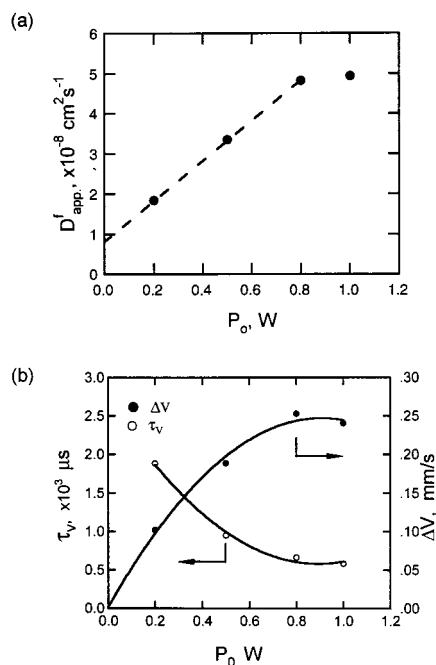 (a)
D^f_app., x10^-8 cm^2s^-1
6
5
4
3
2
1
0
0.0 0.2 0.4 0.6 0.8 1.0 1.2
P_o, W
(b)
τ_v, x10^3 μs
3.0
2.5
2.0
1.5
1.0
0.5
0.0
ΔV
τ_V
.30
.25
.20
.15
.10
.05
.00
ΔV, mm/s
0.0 0.2 0.4 0.6 0.8 1.0 1.2
P_0 W